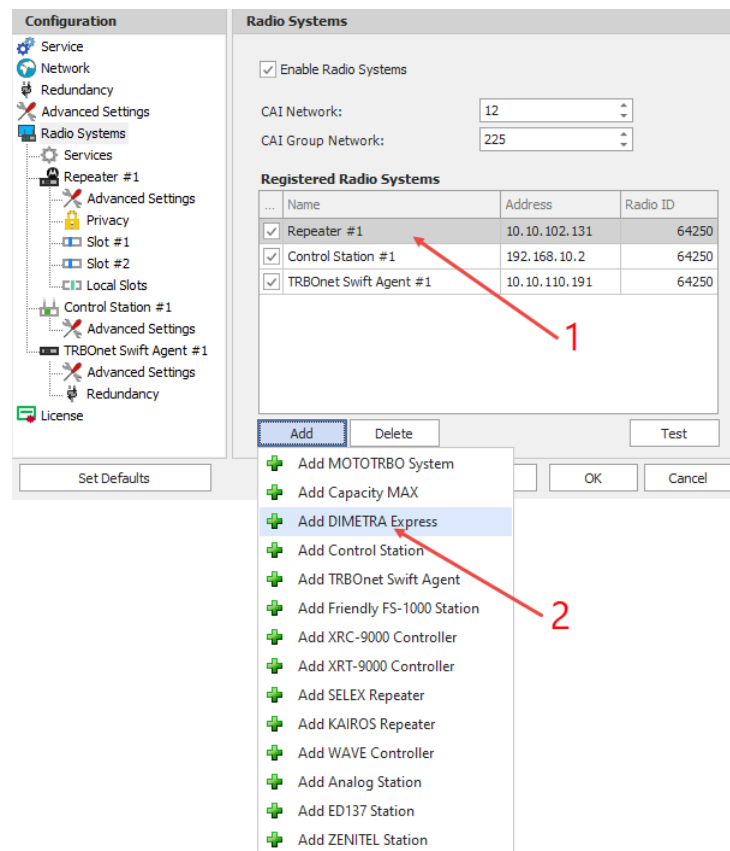 Configuration
Service
Network
Redundancy
Advanced Settings
Radio Systems
Services
Repeater #1
Advanced Settings
Privacy
Slot #1
Slot #2
Local Slots
Control Station #1
Advanced Settings
TRBOnet Swift Agent #1
Advanced Settings
Redundancy
License
Set Defaults
Radio Systems
Enable Radio Systems
CAI Network: 12
CAI Group Network: 225
Registered Radio Systems
... Name Address Radio ID
Repeater #1 10.10.102.131 64250
Control Station #1 192.168.10.2 64250
TRBOnet Swift Agent #1 10.10.110.191 64250
1
Add Delete Test
OK Cancel
Add MOTOTRBO System
Add Capacity MAX
Add DIMETRA Express
Add Control Station
Add TRBOnet Swift Agent
Add Friendly FS-1000 Station
2
Add XRC-9000 Controller
Add XRT-9000 Controller
Add SELEX Repeater
Add KAIROS Repeater
Add WAVE Controller
Add Analog Station
Add ED137 Station
Add ZENITEL Station